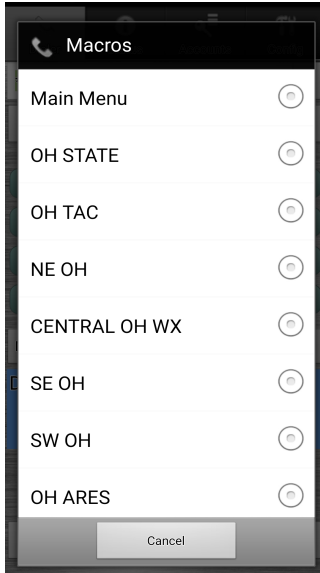 Macros
Main Menu
OH STATE
OH TAC
NE OH
CENTRAL OH WX
SE OH
SW OH
OH ARES
Cancel